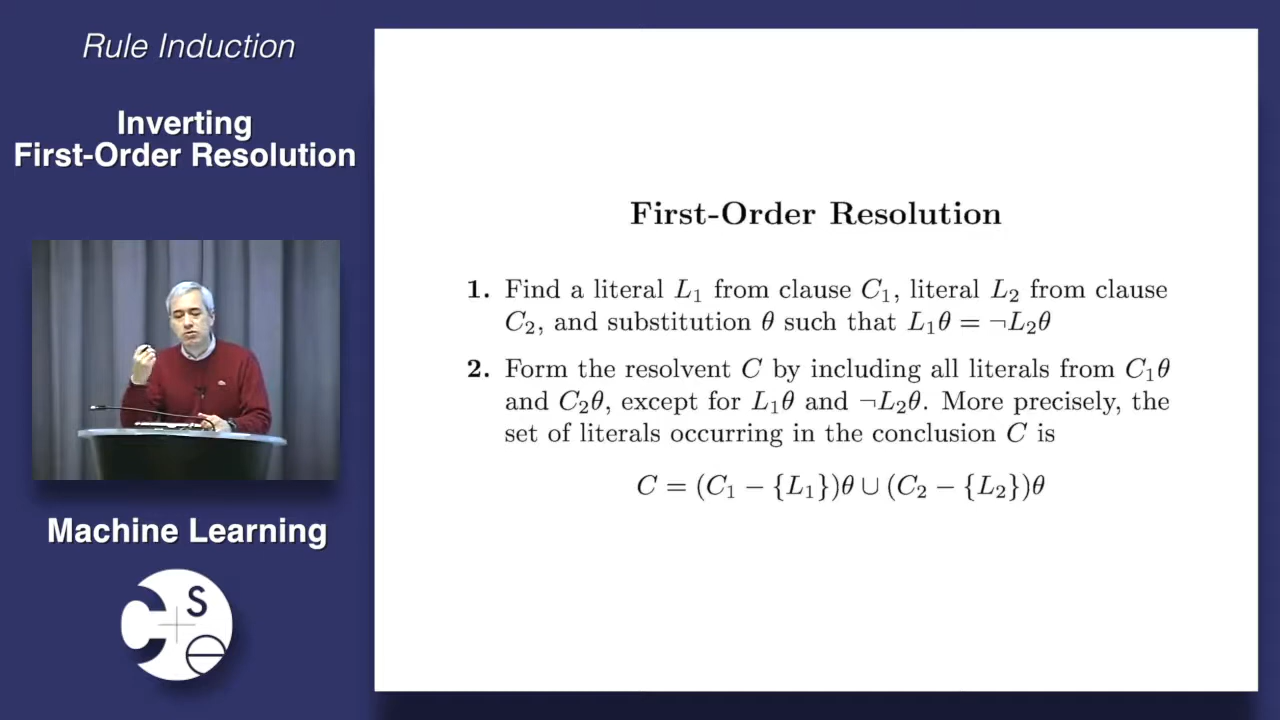 Rule Induction
Inverting
First-Order Resolution
Machine Learning
C S e
First-Order Resolution
1. Find a literal L₁ from clause C₁, literal L₂ from clause
C₂, and substitution θ such that L₁θ = ¬L₂θ
2. Form the resolvent C by including all literals from C₁θ
and C₂θ, except for L₁θ and ¬L₂θ. More precisely, the
set of literals occurring in the conclusion C is
C = (C₁ − {L₁})θ ∪ (C₂ − {L₂})θ